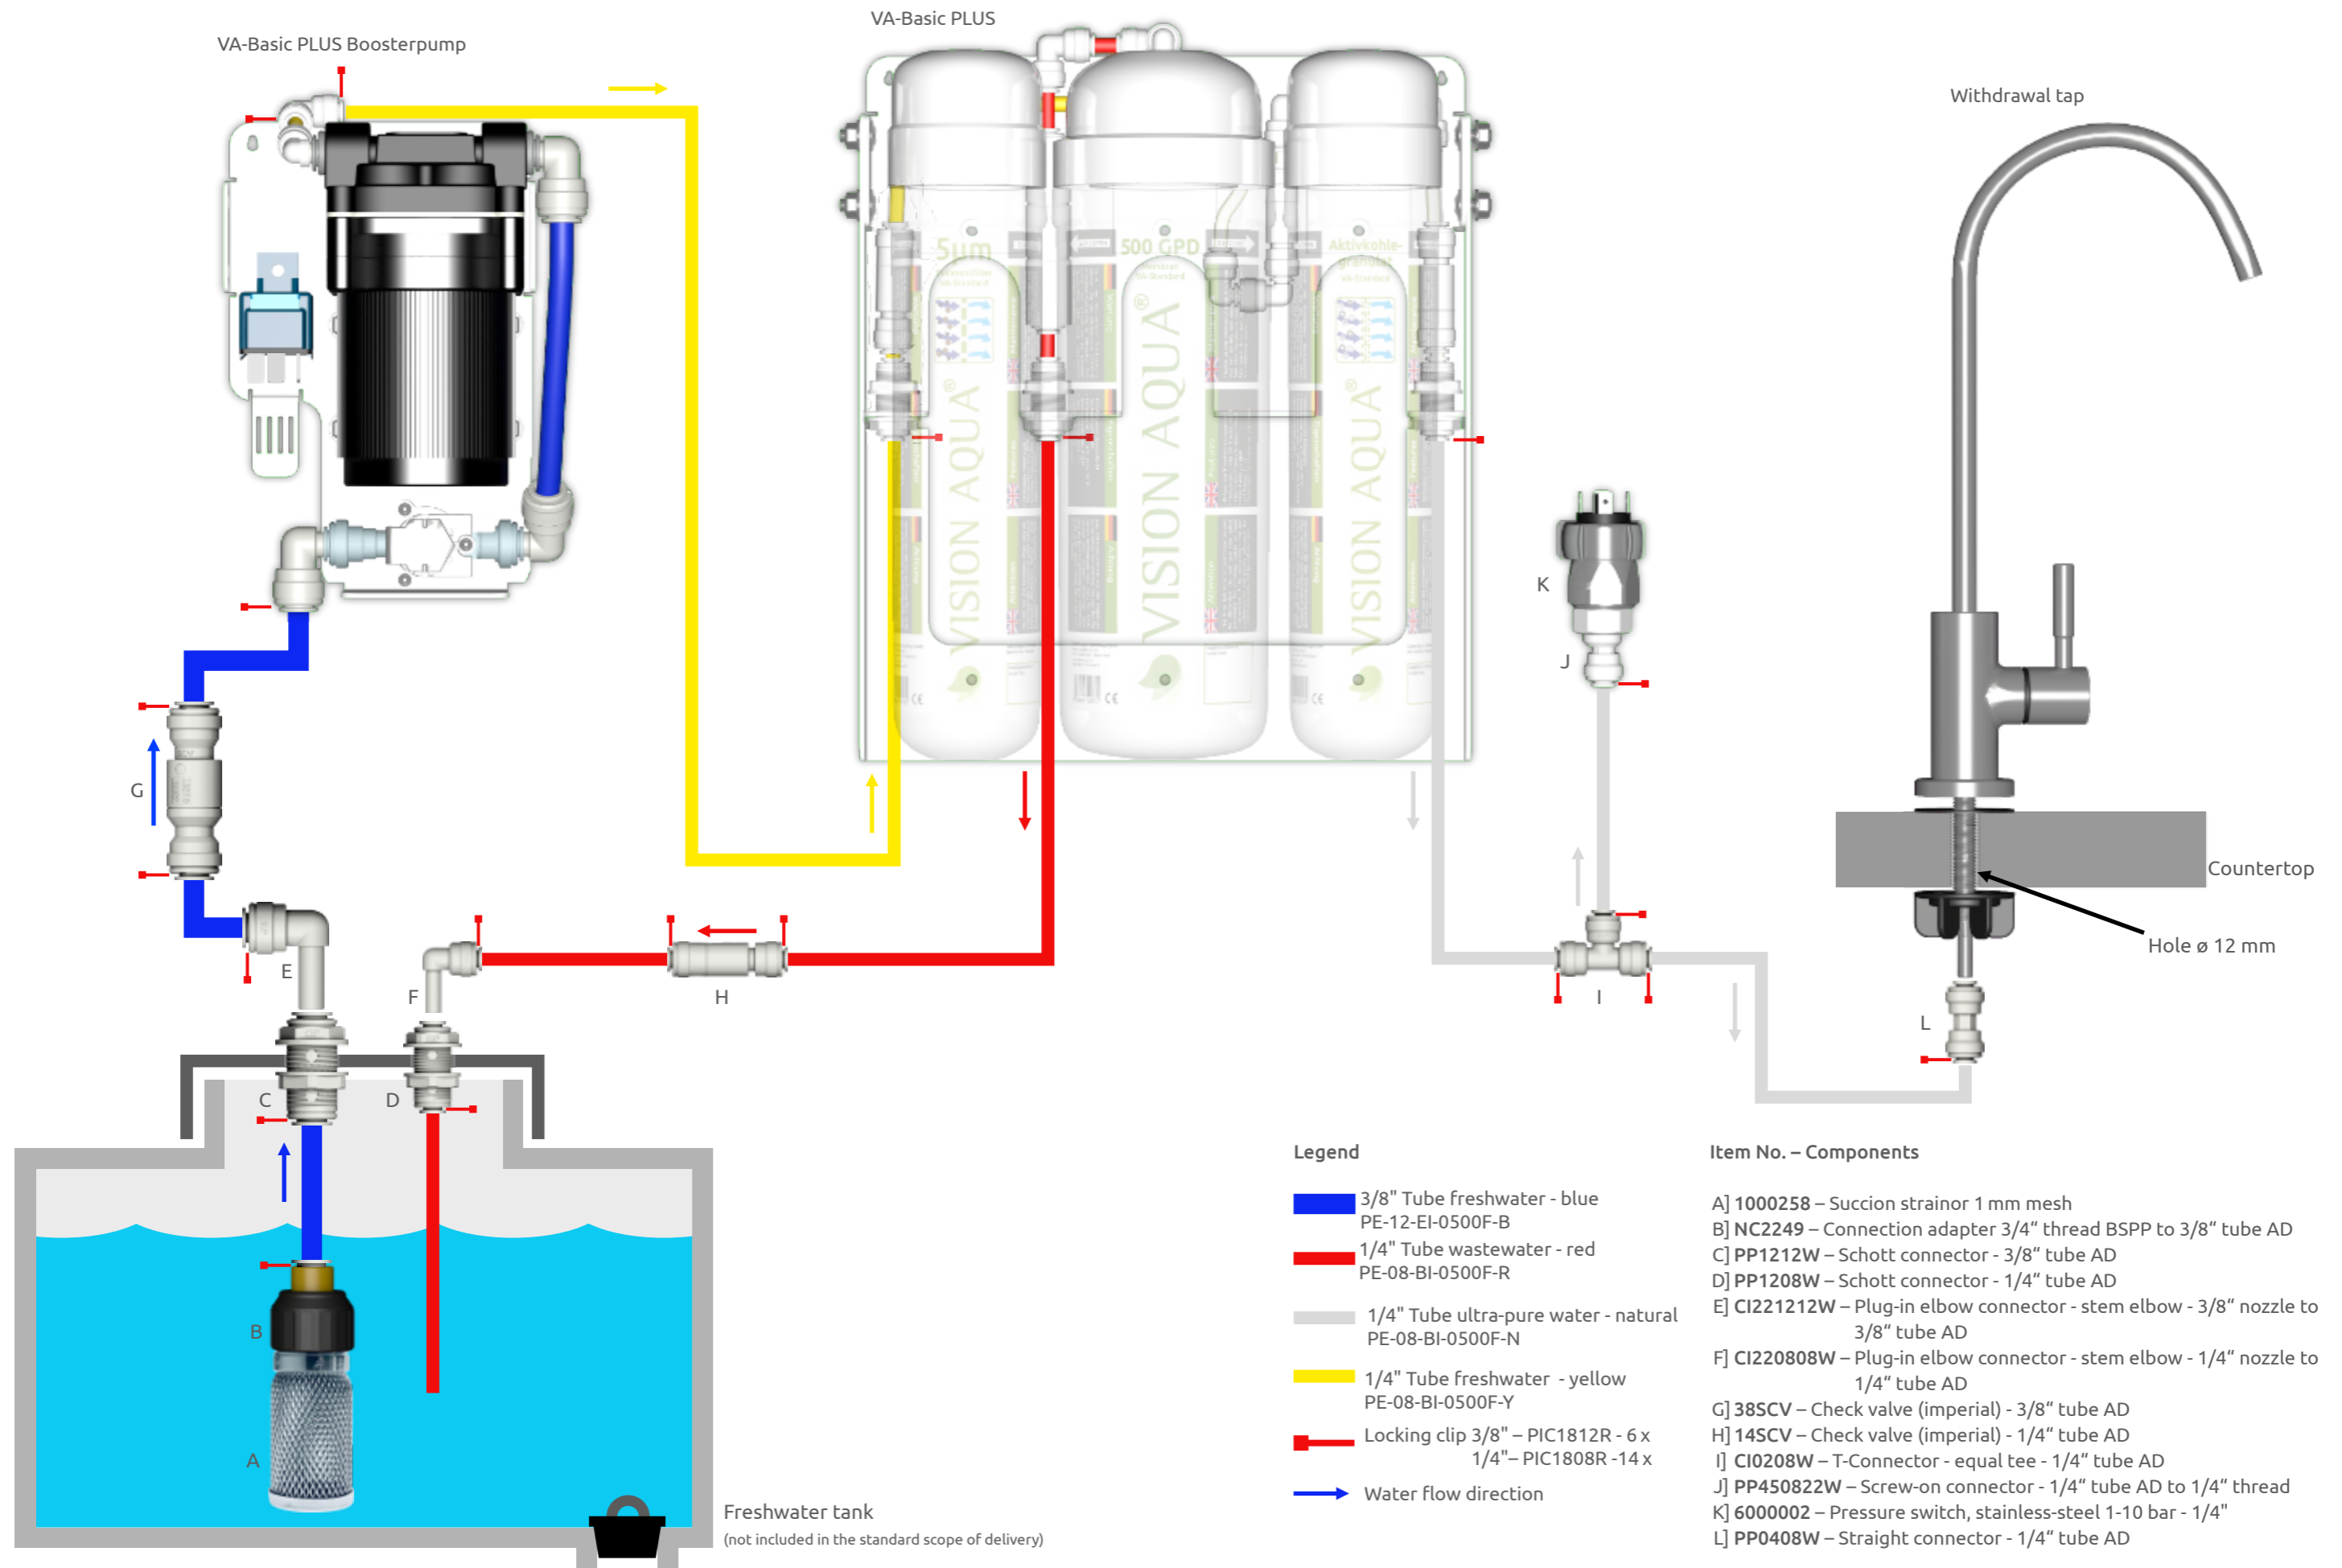 VA-Basic PLUS
VA-Basic PLUS Boosterpump
Withdrawal tap
5µm
500 GPD
Aktivkohle-
granulat
VA-Standard
VA-Standard
VA-Standard
VISION AQUA
VISION AQUA
VISION AQUA
K
J
G
E
F
H
I
L
C
D
B
A
Countertop
Hole ø 12 mm
Freshwater tank
(not included in the standard scope of delivery)
Legend
3/8" Tube freshwater - blue
PE-12-EI-0500F-B
1/4" Tube wastewater - red
PE-08-BI-0500F-R
1/4" Tube ultra-pure water - natural
PE-08-BI-0500F-N
1/4" Tube freshwater - yellow
PE-08-BI-0500F-Y
Locking clip 3/8" – PIC1812R - 6 x
1/4"– PIC1808R -14 x
Water flow direction
Item No. – Components
A] 1000258 – Succion strainor 1 mm mesh
B] NC2249 – Connection adapter 3/4“ thread BSPP to 3/8“ tube AD
C] PP1212W – Schott connector - 3/8“ tube AD
D] PP1208W – Schott connector - 1/4“ tube AD
E] CI221212W – Plug-in elbow connector - stem elbow - 3/8“ nozzle to
3/8“ tube AD
F] CI220808W – Plug-in elbow connector - stem elbow - 1/4“ nozzle to
1/4“ tube AD
G] 38SCV – Check valve (imperial) - 3/8“ tube AD
H] 14SCV – Check valve (imperial) - 1/4“ tube AD
I] CI0208W – T-Connector - equal tee - 1/4“ tube AD
J] PP450822W – Screw-on connector - 1/4“ tube AD to 1/4“ thread
K] 6000002 – Pressure switch, stainless-steel 1-10 bar - 1/4"
L] PP0408W – Straight connector - 1/4“ tube AD